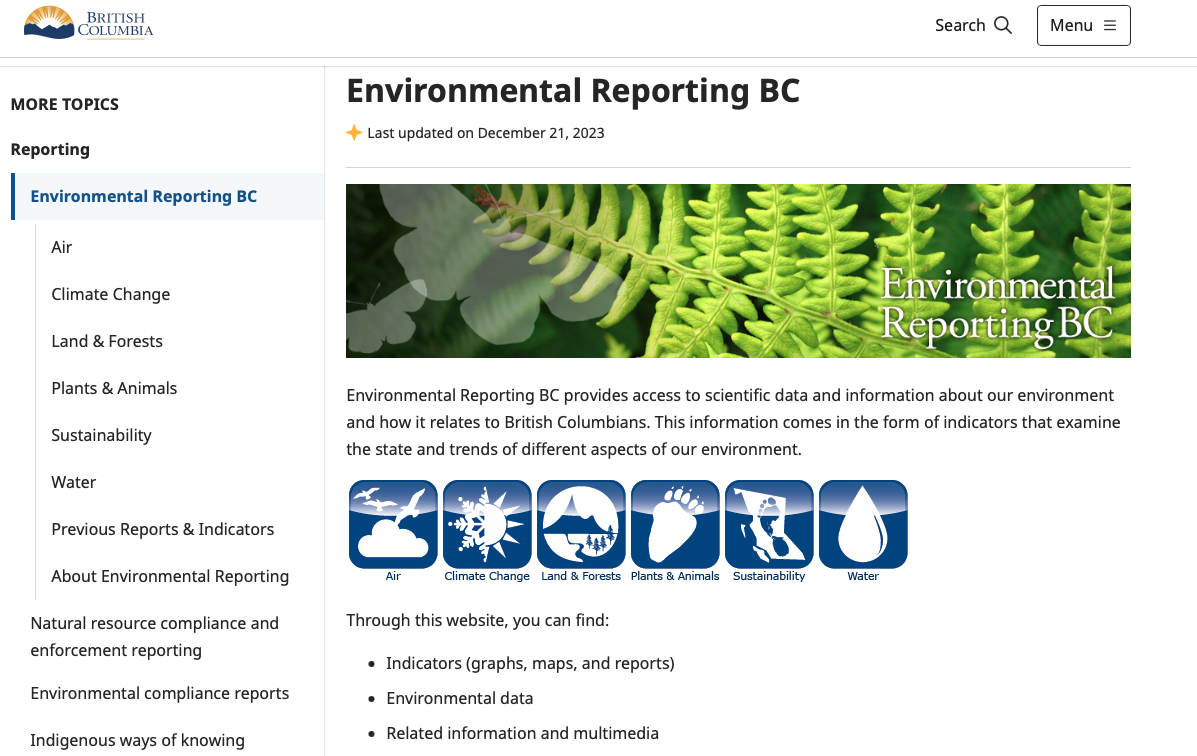 BRITISH
COLUMBIA
Search
Menu
MORE TOPICS
Reporting
Environmental Reporting BC
Air
Climate Change
Land & Forests
Plants & Animals
Sustainability
Water
Previous Reports & Indicators
About Environmental Reporting
Natural resource compliance and
enforcement reporting
Environmental compliance reports
Indigenous ways of knowing
Environmental Reporting BC
Last updated on December 21, 2023
Environmental
Reporting BC
Environmental Reporting BC provides access to scientific data and information about our environment
and how it relates to British Columbians. This information comes in the form of indicators that examine
the state and trends of different aspects of our environment.
Air Climate Change Land & Forests Plants & Animals Sustainability Water
Through this website, you can find:
Indicators (graphs, maps, and reports)
Environmental data
Related information and multimedia